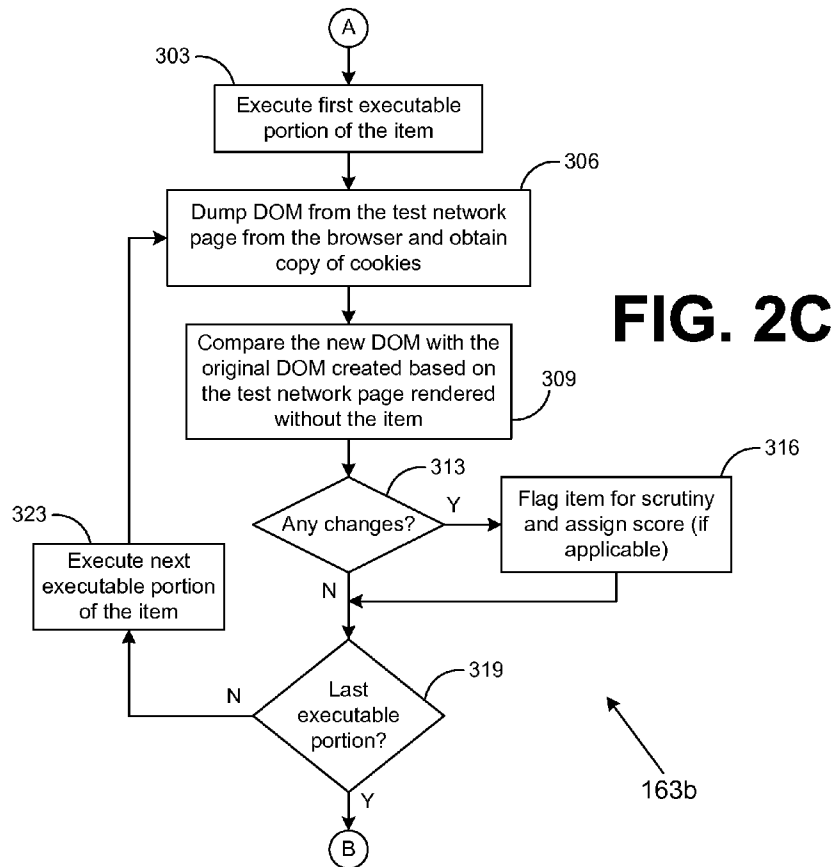 A
303
Execute first executable
portion of the item
306
Dump DOM from the test network
page from the browser and obtain
copy of cookies
FIG. 2C
Compare the new DOM with the
original DOM created based on
the test network page rendered
without the item
309
313
Any changes?
Y
N
316
Flag item for scrutiny
and assign score (if
applicable)
323
Execute next
executable portion
of the item
319
Last
executable
portion?
N
Y
163b
B